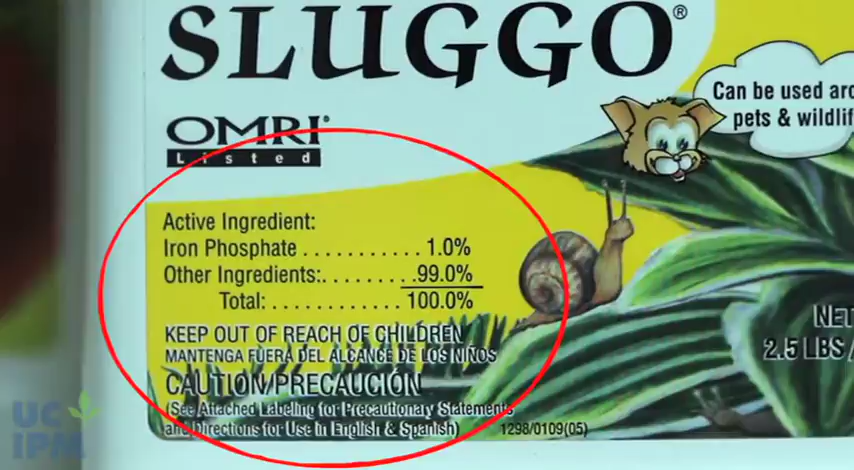 SLUGGO®
OMRI®
Listed
Can be used
pets &
Active Ingredient:
Iron Phosphate . . . . . . . . . . . 1.0%
Other Ingredients:. . . . . . . . .99.0%
Total: . . . . . . . . . . . . 100.0%
KEEP OUT OF REACH OF CHILDREN
MANTENGA FUERA DEL ALCANCE DE LOS NIÑOS
CAUTION/PRECAUCIÓN
(See Attached Labeling for Precautionary Statements
and Directions for Use in English & Spanish)
1298/0109(05)
NET
2.5 LBS
UC
IPM